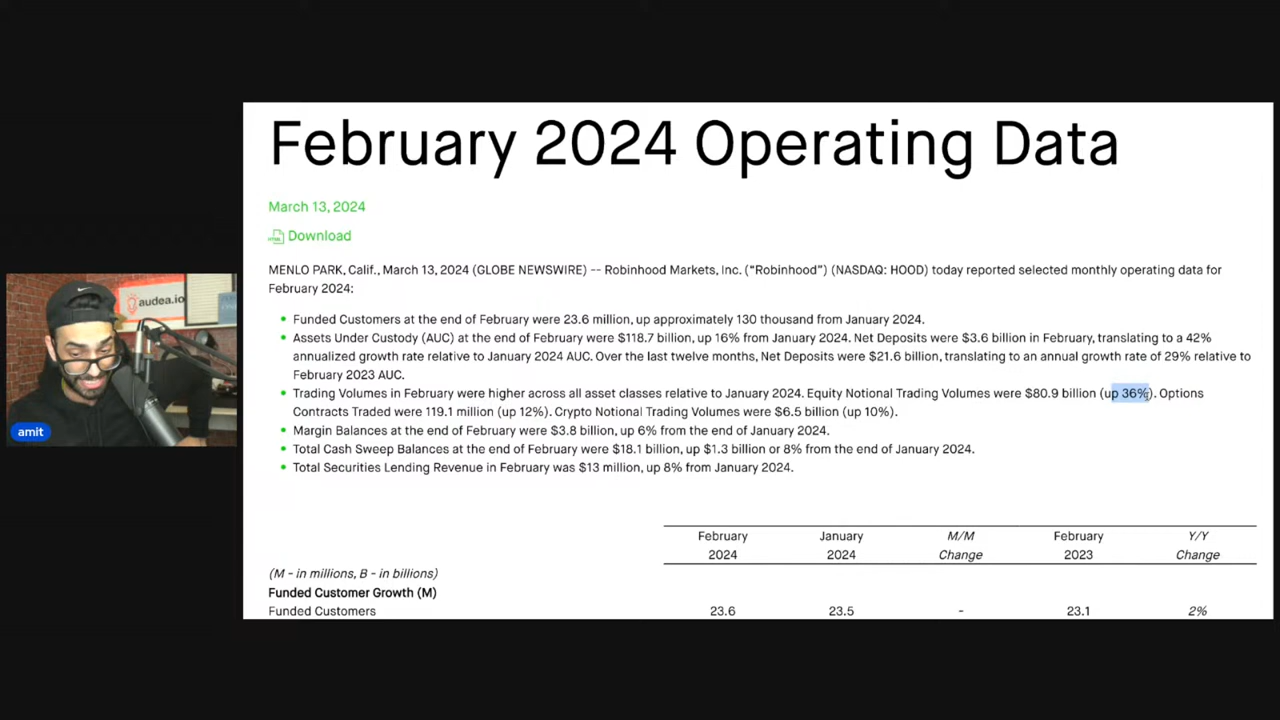 February 2024 Operating Data
March 13, 2024
HTML Download
MENLO PARK, Calif., March 13, 2024 (GLOBE NEWSWIRE) -- Robinhood Markets, Inc. (“Robinhood”) (NASDAQ: HOOD) today reported selected monthly operating data for
February 2024:
• Funded Customers at the end of February were 23.6 million, up approximately 130 thousand from January 2024.
• Assets Under Custody (AUC) at the end of February were $118.7 billion, up 16% from January 2024. Net Deposits were $3.6 billion in February, translating to a 42%
annualized growth rate relative to January 2024 AUC. Over the last twelve months, Net Deposits were $21.6 billion, translating to an annual growth rate of 29% relative to
February 2023 AUC.
• Trading Volumes in February were higher across all asset classes relative to January 2024. Equity Notional Trading Volumes were $80.9 billion (up 36%). Options
Contracts Traded were 119.1 million (up 12%). Crypto Notional Trading Volumes were $6.5 billion (up 10%).
• Margin Balances at the end of February were $3.8 billion, up 6% from the end of January 2024.
• Total Cash Sweep Balances at the end of February were $18.1 billion, up $1.3 billion or 8% from the end of January 2024.
• Total Securities Lending Revenue in February was $13 million, up 8% from January 2024.
February January M/M February Y/Y
2024 2024 Change 2023 Change
(M - in millions, B - in billions)
Funded Customer Growth (M)
Funded Customers 23.6 23.5 - 23.1 2%
audea.io
amit